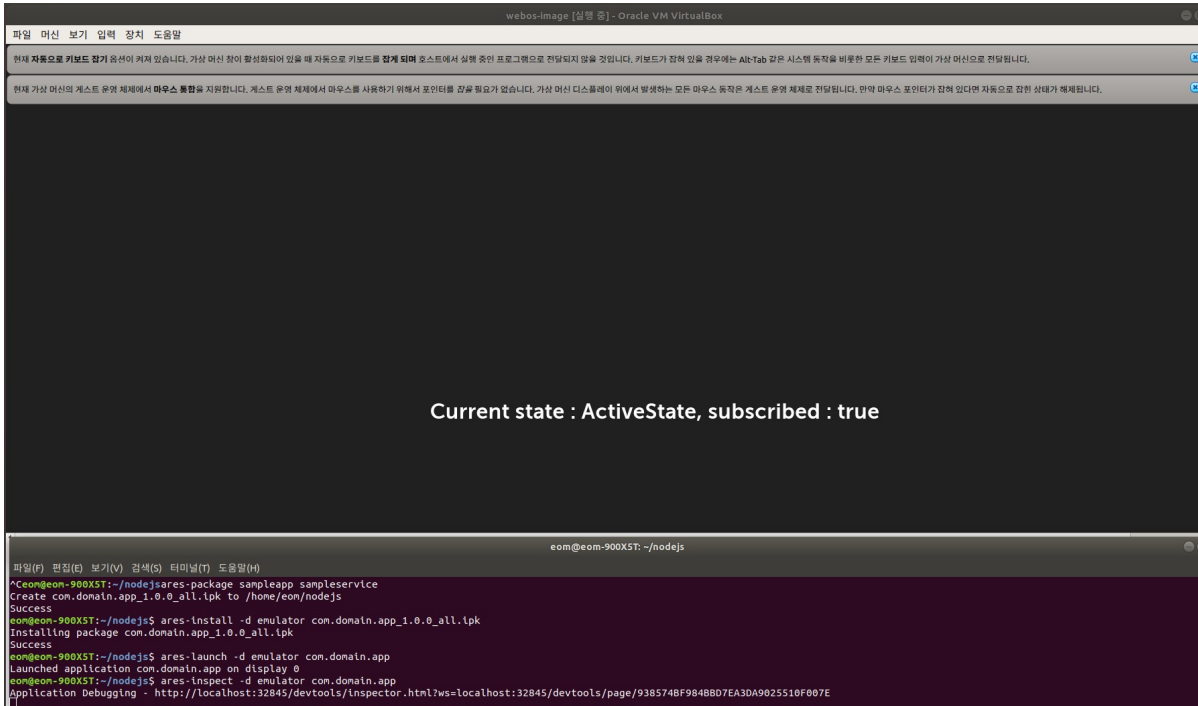 webos-image [실행 중] - Oracle VM VirtualBox
파일 머신 보기 입력 장치 도움말
현재 자동으로 키보드 잡기 옵션이 켜져 있습니다. 가상 머신 창이 활성화되어 있을 때 자동으로 키보드를 잡게 되며 호스트에서 실행 중인 프로그램으로 전달되지 않을 것입니다. 키보드가 잡혀 있을 경우에는 Alt-Tab 같은 시스템 동작을 비롯한 모든 키보드 입력이 가상 머신으로 전달됩니다.
현재 가상 머신의 게스트 운영 체제에서 마우스 통합을 지원합니다. 게스트 운영 체제에서 마우스를 사용하기 위해서 포인터를 잡을 필요가 없습니다. 가상 머신 디스플레이 위에서 발생하는 모든 마우스 동작은 게스트 운영 체제로 전달됩니다. 만약 마우스 포인터가 잡혀 있다면 자동으로 잡힌 상태가 해제됩니다.
Current state : ActiveState, subscribed : true
eom@eom-900X5T: ~/nodejs
파일(F) 편집(E) 보기(V) 검색(S) 터미널(T) 도움말(H)
^Ceom@eom-900X5T:~/nodejsares-package sampleapp sampleservice
Create com.domain.app_1.0.0_all.ipk to /home/eom/nodejs
Success
eom@eom-900X5T:~/nodejs$ ares-install -d emulator com.domain.app_1.0.0_all.ipk
Installing package com.domain.app_1.0.0_all.ipk
Success
eom@eom-900X5T:~/nodejs$ ares-launch -d emulator com.domain.app
Launched application com.domain.app on display 0
eom@eom-900X5T:~/nodejs$ ares-inspect -d emulator com.domain.app
Application Debugging - http://localhost:32845/devtools/inspector.html?ws=localhost:32845/devtools/page/938574BF984BBD7EA3DA9025510F007E